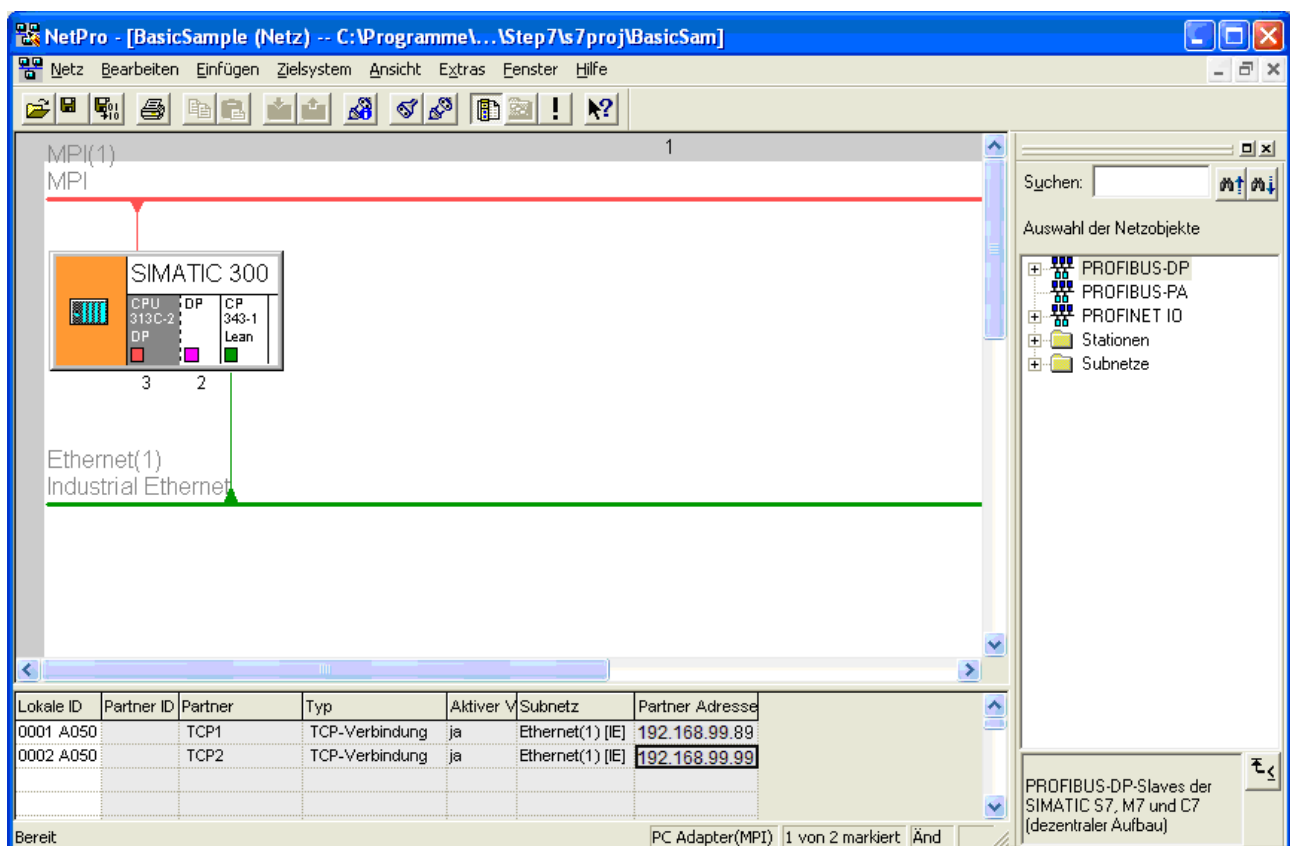 NetPro - [BasicSample (Netz) -- C:\Programme\...\Step7\s7proj\BasicSam]
Netz Bearbeiten Einfügen Zielsystem Ansicht Extras Fenster Hilfe
MPI(1)
MPI
1
SIMATIC 300
CPU 313C-2 DP
DP
CP 343-1 Lean
3 2
Ethernet(1)
Industrial Ethernet
Suchen:
Auswahl der Netzobjekte
PROFIBUS-DP
PROFIBUS-PA
PROFINET IO
Stationen
Subnetze
Lokale ID Partner ID Partner Typ Aktiver V Subnetz Partner Adresse
0001 A050 TCP1 TCP-Verbindung ja Ethernet(1) [IE] 192.168.99.89
0002 A050 TCP2 TCP-Verbindung ja Ethernet(1) [IE] 192.168.99.99
PROFIBUS-DP-Slaves der
SIMATIC S7, M7 und C7
(dezentraler Aufbau)
Bereit PC Adapter(MPI) 1 von 2 markiert Änd